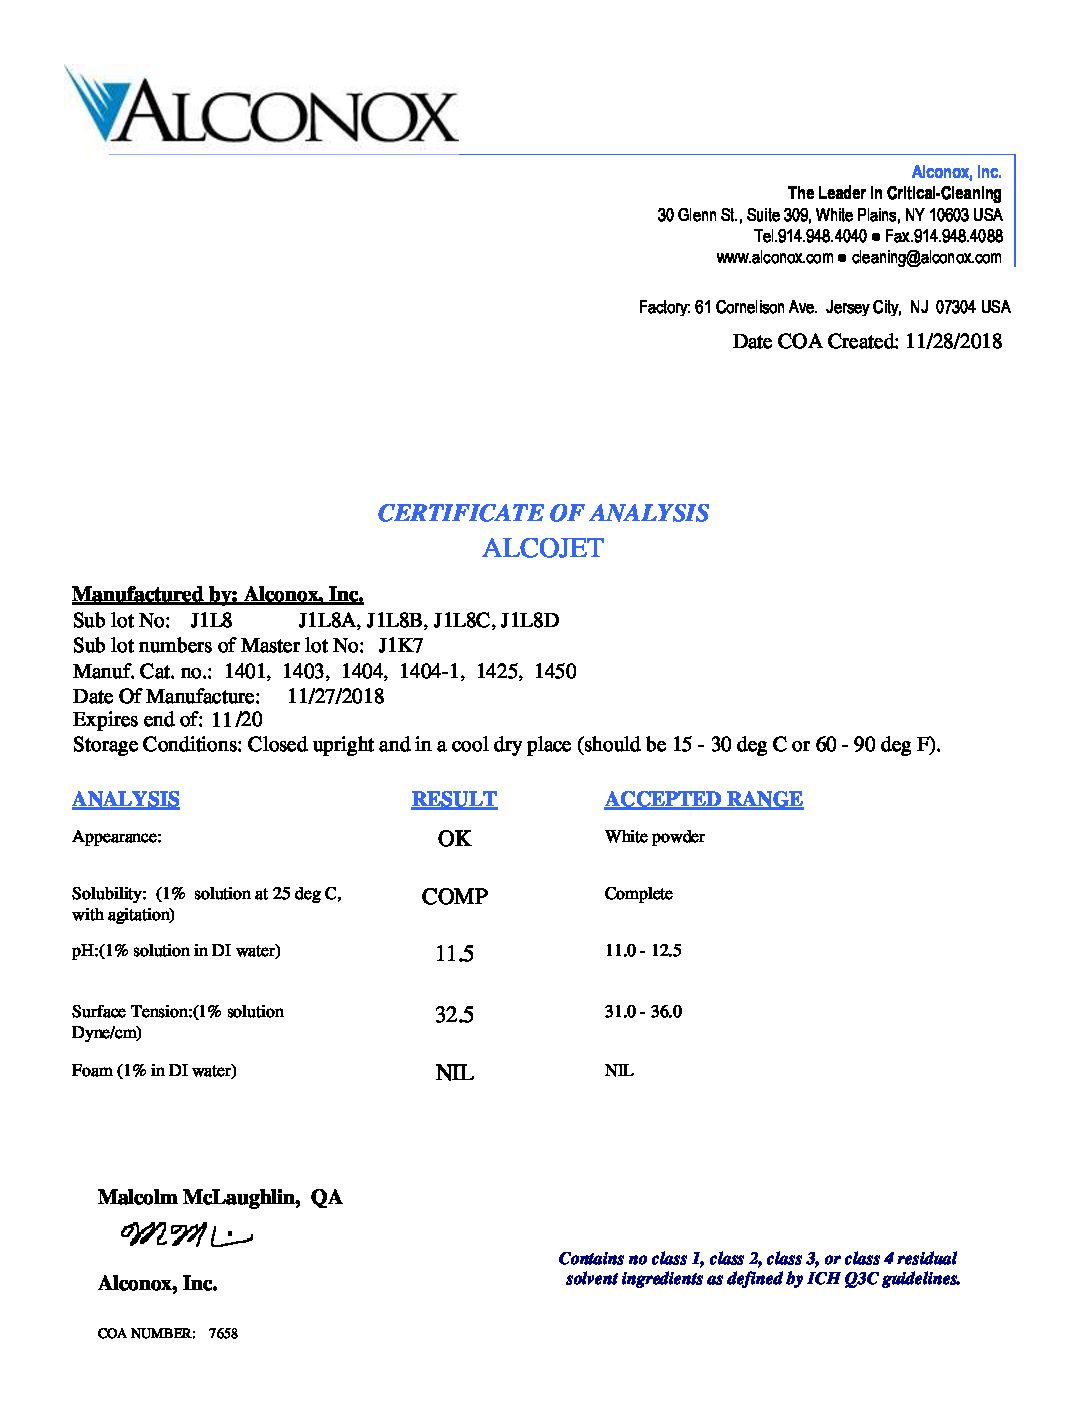 ALCONOX
Alconox, Inc.
The Leader in Critical-Cleaning
30 Glenn St., Suite 309, White Plains, NY 10603 USA
Tel.914.948.4040 ● Fax.914.948.4088
www.alconox.com ● cleaning@alconox.com
Factory: 61 Cornelison Ave. Jersey City, NJ 07304 USA
Date COA Created: 11/28/2018
CERTIFICATE OF ANALYSIS
ALCOJET
Manufactured by: Alconox, Inc.
Sub lot No: J1L8 J1L8A, J1L8B, J1L8C, J1L8D
Sub lot numbers of Master lot No: J1K7
Manuf. Cat. no.: 1401, 1403, 1404, 1404-1, 1425, 1450
Date Of Manufacture: 11/27/2018
Expires end of: 11/20
Storage Conditions: Closed upright and in a cool dry place (should be 15 - 30 deg C or 60 - 90 deg F).
ANALYSIS RESULT ACCEPTED RANGE
Appearance: OK White powder
Solubility: (1% solution at 25 deg C, COMP Complete
with agitation)
pH:(1% solution in DI water) 11.5 11.0 - 12.5
Surface Tension:(1% solution 32.5 31.0 - 36.0
Dyne/cm)
Foam (1% in DI water) NIL NIL
Malcolm McLaughlin, QA
Alconox, Inc.
Contains no class 1, class 2, class 3, or class 4 residual
solvent ingredients as defined by ICH Q3C guidelines.
COA NUMBER: 7658